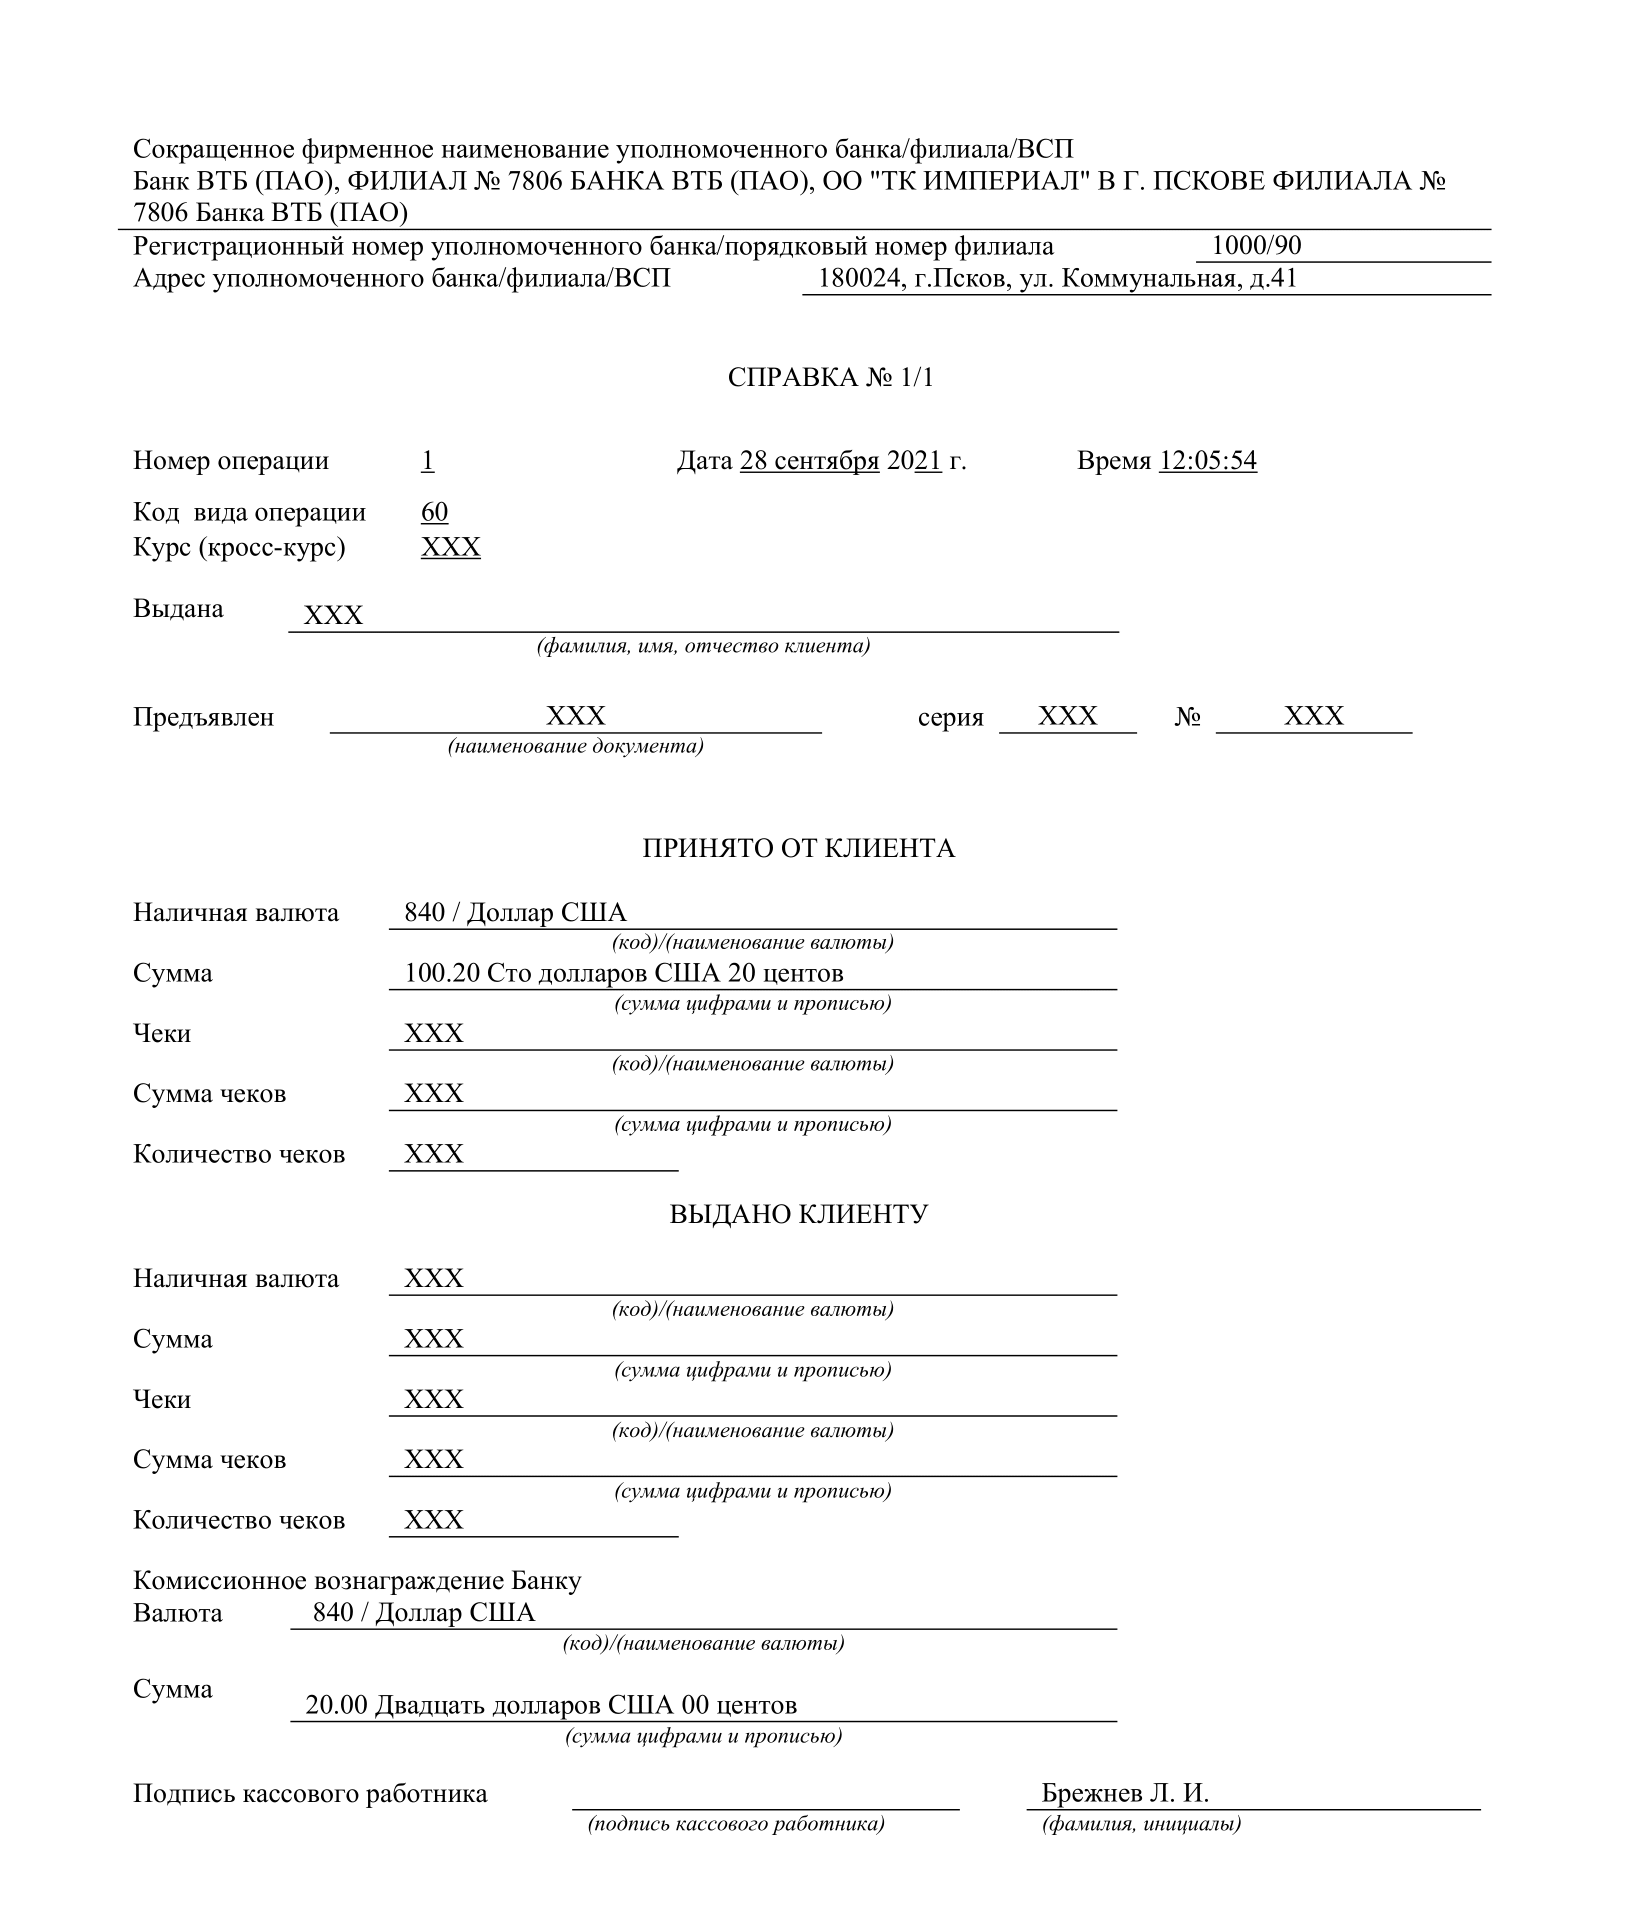 Сокращенное фирменное наименование уполномоченного банка/филиала/ВСП
Банк ВТБ (ПАО), ФИЛИАЛ № 7806 БАНКА ВТБ (ПАО), ОО "ТК ИМПЕРИАЛ" В Г. ПСКОВЕ ФИЛИАЛА №
7806 Банка ВТБ (ПАО)
Регистрационный номер уполномоченного банка/порядковый номер филиала 1000/90
Адрес уполномоченного банка/филиала/ВСП 180024, г.Псков, ул. Коммунальная, д.41
СПРАВКА № 1/1
Номер операции 1 Дата 28 сентября 2021 г. Время 12:05:54
Код вида операции 60
Курс (кросс-курс) XXX
Выдана XXX
(фамилия, имя, отчество клиента)
Предъявлен XXX серия XXX № XXX
(наименование документа)
ПРИНЯТО ОТ КЛИЕНТА
Наличная валюта 840 / Доллар США
(код)/(наименование валюты)
Сумма 100.20 Сто долларов США 20 центов
(сумма цифрами и прописью)
Чеки XXX
(код)/(наименование валюты)
Сумма чеков XXX
(сумма цифрами и прописью)
Количество чеков XXX
ВЫДАНО КЛИЕНТУ
Наличная валюта XXX
(код)/(наименование валюты)
Сумма XXX
(сумма цифрами и прописью)
Чеки XXX
(код)/(наименование валюты)
Сумма чеков XXX
(сумма цифрами и прописью)
Количество чеков XXX
Комиссионное вознаграждение Банку
Валюта 840 / Доллар США
(код)/(наименование валюты)
Сумма 20.00 Двадцать долларов США 00 центов
(сумма цифрами и прописью)
Подпись кассового работника Брежнев Л. И.
(подпись кассового работника) (фамилия, инициалы)